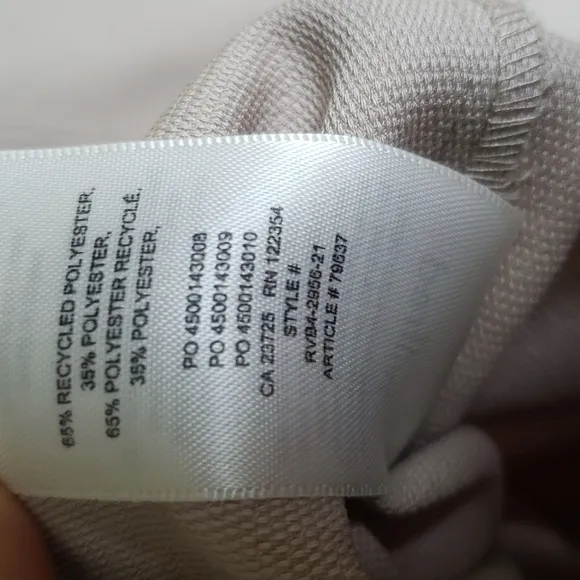 65% RECYCLED POLYESTER,
35% POLYESTER,
65% POLYESTER RECYCLÉ,
35% POLYESTER,
PO 4500143008
PO 4500143009
PO 4500143010
CA 23725 RN 122354
STYLE #
RVB4-2956-21
ARTICLE # 79637